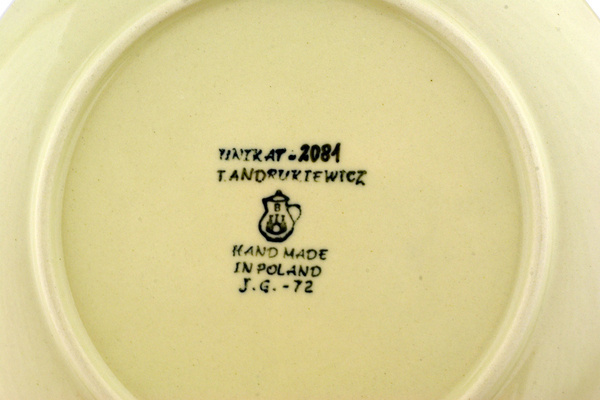 UNIKAT-2081
T.ANDRUKIEWICZ
B
HAND MADE
IN POLAND
J.G.-72